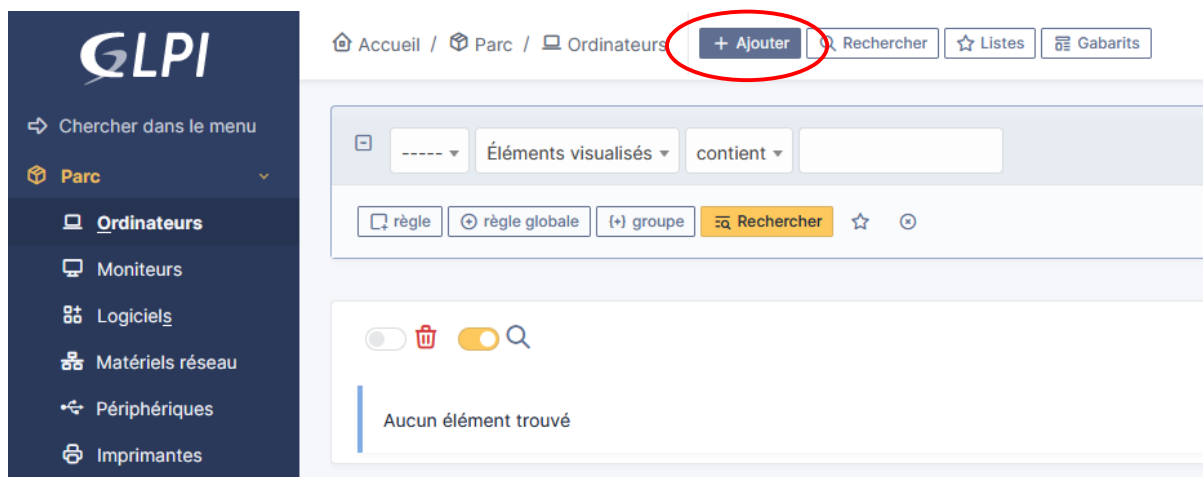 GLPI
Accueil / Parc / Ordinateurs + Ajouter Rechercher Listes Gabarits
Chercher dans le menu
Parc
Ordinateurs
Moniteurs
Logiciels
Matériels réseau
Périphériques
Imprimantes
----- Éléments visualisés contient
règle règle globale groupe Rechercher
Aucun élément trouvé